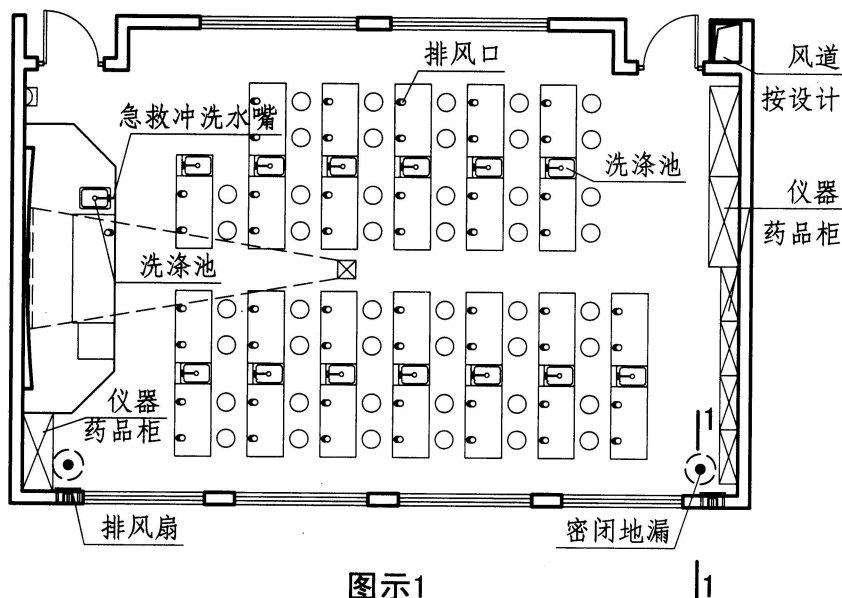 排风口
风道
按设计
急救冲洗水嘴
洗涤池
仪器
药品柜
洗涤池
仪器
药品柜
1
排风扇
密闭地漏
图示1
1